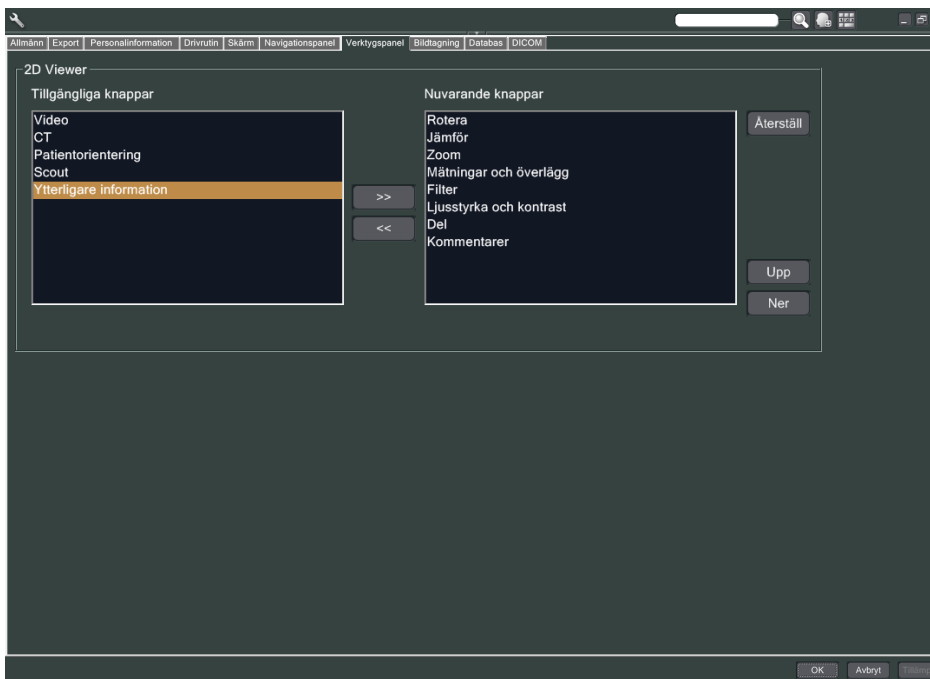 Allmänn Export Personalinformation Drivrutin Skärm Navigationspanel Verktygspanel Bildtagning Databas DICOM
2D Viewer
Tillgängliga knappar
Video
CT
Patientorientering
Scout
Ytterligare information
>>
<<
Nuvarande knappar
Rotera
Jämför
Zoom
Mätningar och överlägg
Filter
Ljusstyrka och kontrast
Del
Kommentarer
Återställ
Upp
Ner
OK Avbryt